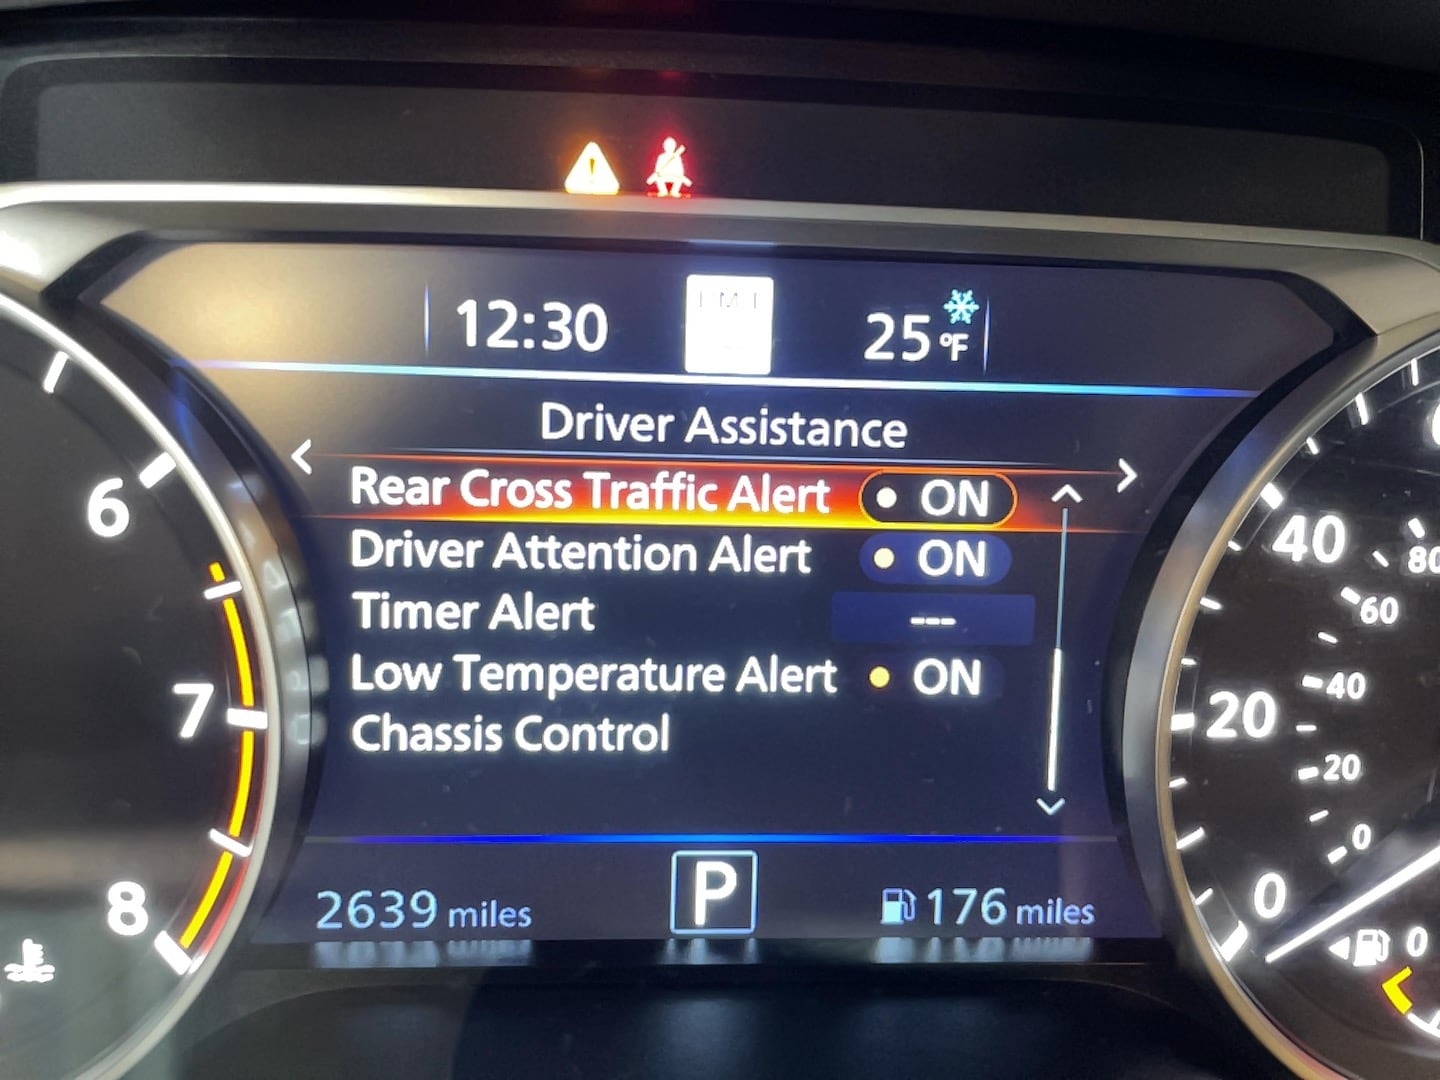 12:30
25 °F
Driver Assistance
Rear Cross Traffic Alert ON
Driver Attention Alert ON
Timer Alert ---
Low Temperature Alert ON
Chassis Control
2639 miles
P
176 miles
6
7
8
40
20
0
80
60
40
20
0
0